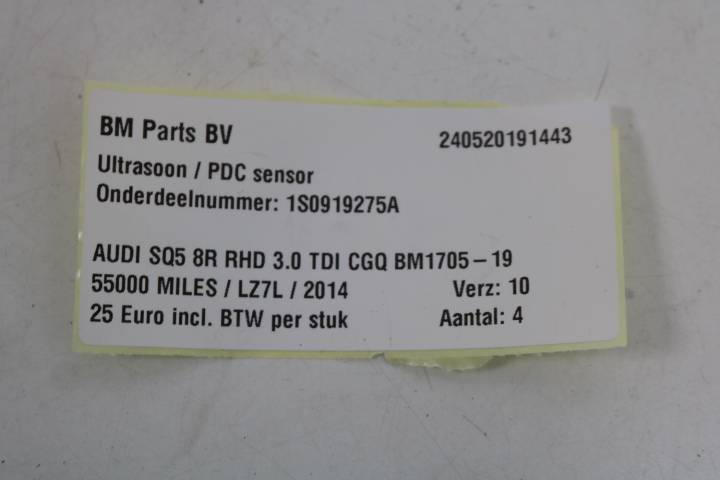 BM Parts BV 240520191443
Ultrasoon / PDC sensor
Onderdeelnummer: 1S0919275A
AUDI SQ5 8R RHD 3.0 TDI CGQ BM1705-19
55000 MILES / LZ7L / 2014 Verz: 10
25 Euro incl. BTW per stuk Aantal: 4